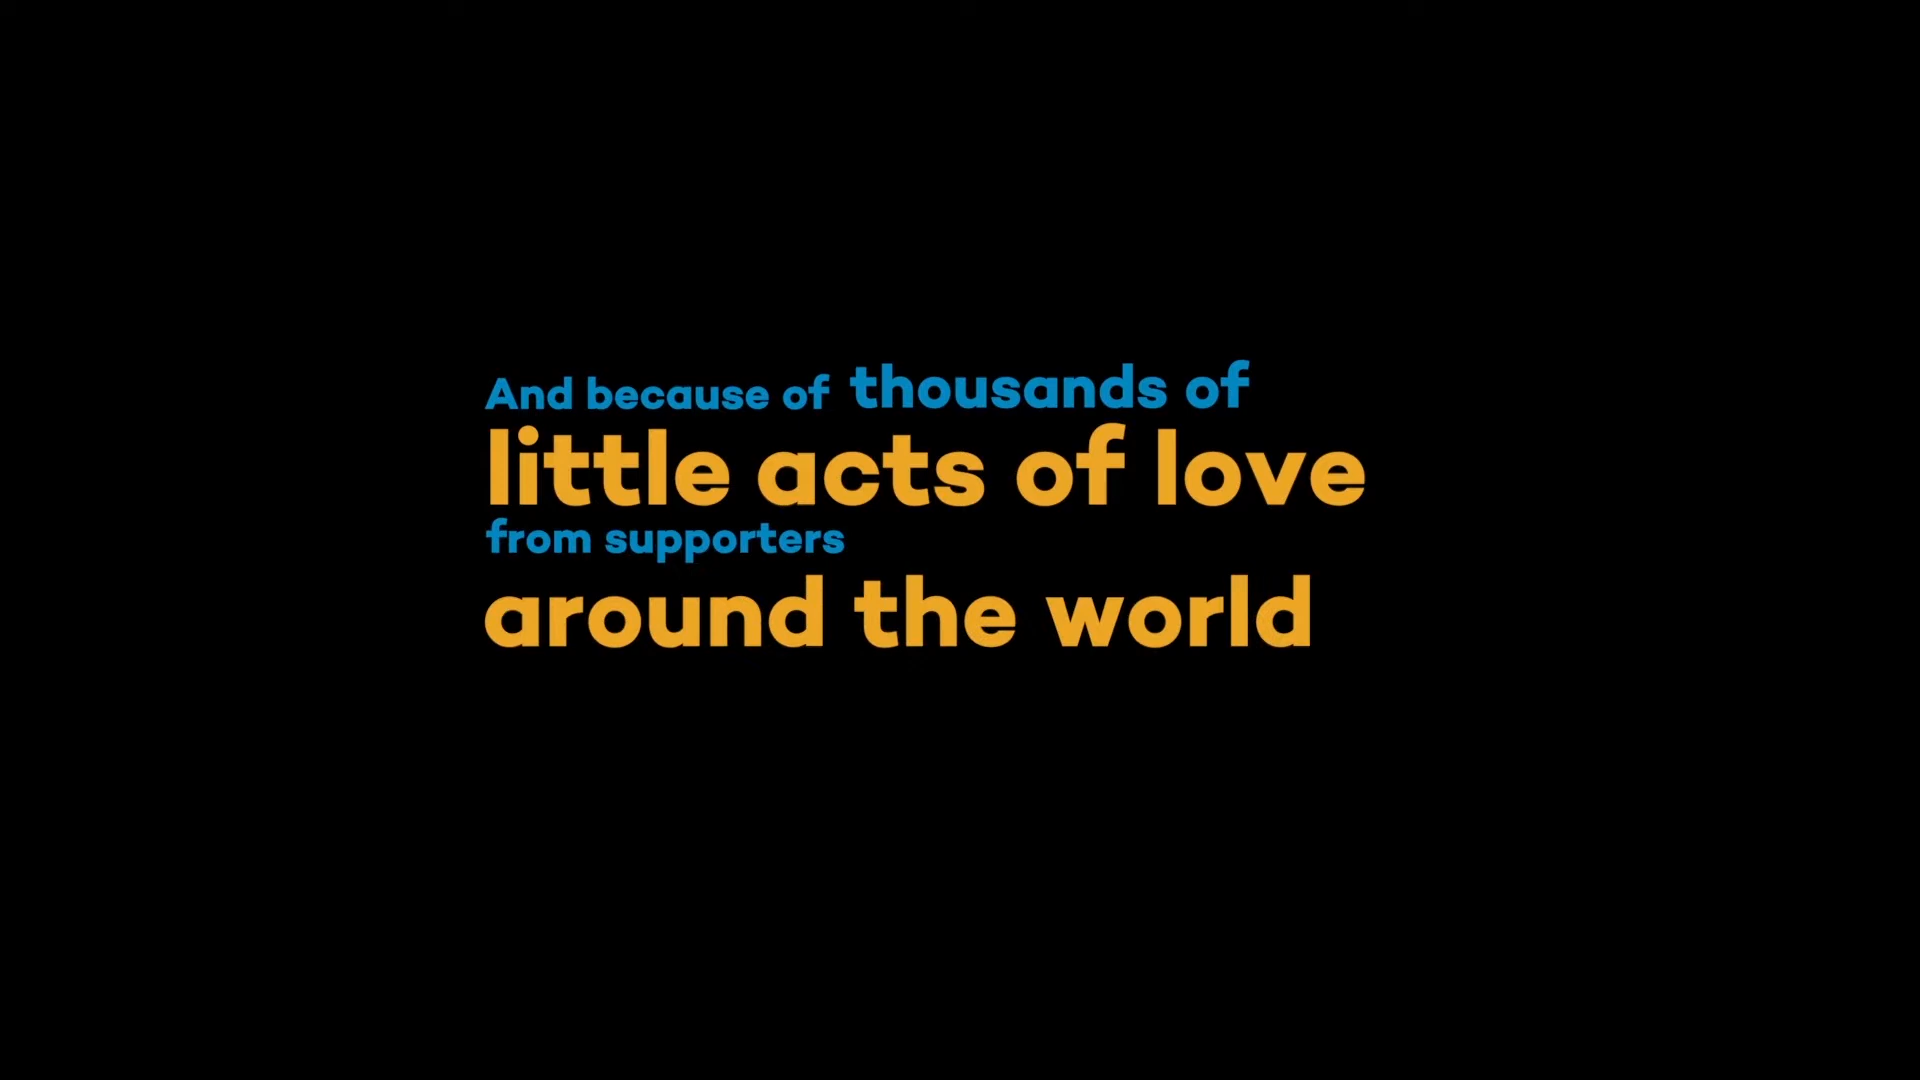 And because of thousands of
little acts of love
from supporters
around the world